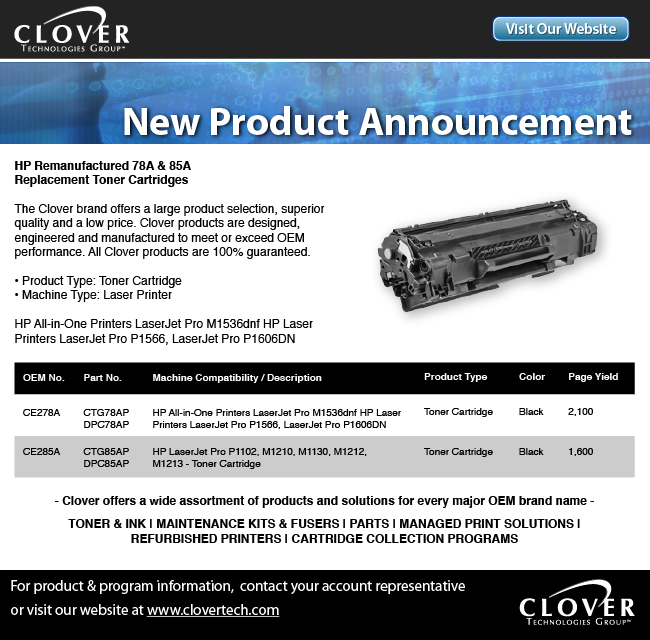 CLOVER
TECHNOLOGIES GROUP™
Visit Our Website
New Product Announcement
HP Remanufactured 78A & 85A
Replacement Toner Cartridges
The Clover brand offers a large product selection, superior
quality and a low price. Clover products are designed,
engineered and manufactured to meet or exceed OEM
performance. All Clover products are 100% guaranteed.
• Product Type: Toner Cartridge
• Machine Type: Laser Printer
HP All-in-One Printers LaserJet Pro M1536dnf HP Laser
Printers LaserJet Pro P1566, LaserJet Pro P1606DN
OEM No. Part No. Machine Compatibility / Description Product Type Color Page Yield
CE278A CTG78AP HP All-in-One Printers LaserJet Pro M1536dnf HP Laser Toner Cartridge Black 2,100
DPC78AP Printers LaserJet Pro P1566, LaserJet Pro P1606DN
CE285A CTG85AP HP LaserJet Pro P1102, M1210, M1130, M1212, Toner Cartridge Black 1,600
DPC85AP M1213 - Toner Cartridge
- Clover offers a wide assortment of products and solutions for every major OEM brand name -
TONER & INK | MAINTENANCE KITS & FUSERS | PARTS | MANAGED PRINT SOLUTIONS |
REFURBISHED PRINTERS | CARTRIDGE COLLECTION PROGRAMS
For product & program information, contact your account representative
or visit our website at www.clovertech.com
CLOVER
TECHNOLOGIES GROUP™